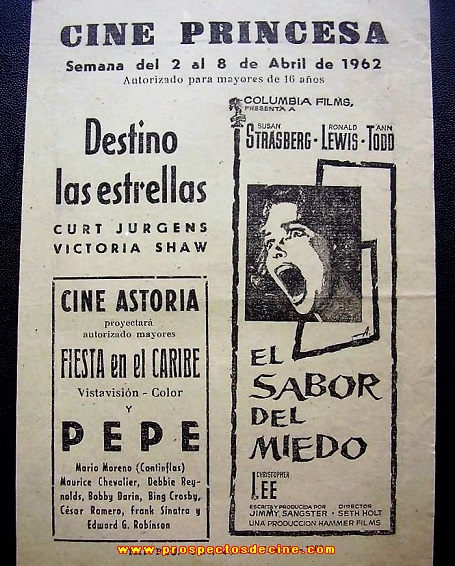 CINE PRINCESA
Semana del 2 al 8 de Abril de 1962
Autorizado para mayores de 16 años
Destino
las estrellas
CURT JURGENS
VICTORIA SHAW
CINE ASTORIA
proyectará
autorizado mayores
FIESTA en el CARIBE
Vistavisión - Color
Y
PEPE
Mario Moreno (Continflas)
Maurice Chevalier, Debbie Rey-
nolds, Bobby Darin, Bing Crosby,
César Romero, Frank Sinatra y
Edward G. Robinson
COLUMBIA FILMS,
PRESENTA A
SUSAN STRASBERG · RONALD LEWIS · ANN TODD
EL
SABOR
DEL
MIEDO
CHRISTOPHER
LEE
ESCRITA Y PRODUCIDA POR DIRECTOR
JIMMY SANGSTER - SETH HOLT
UNA PRODUCCION HAMMER FILMS
www.prospectosdecine.com